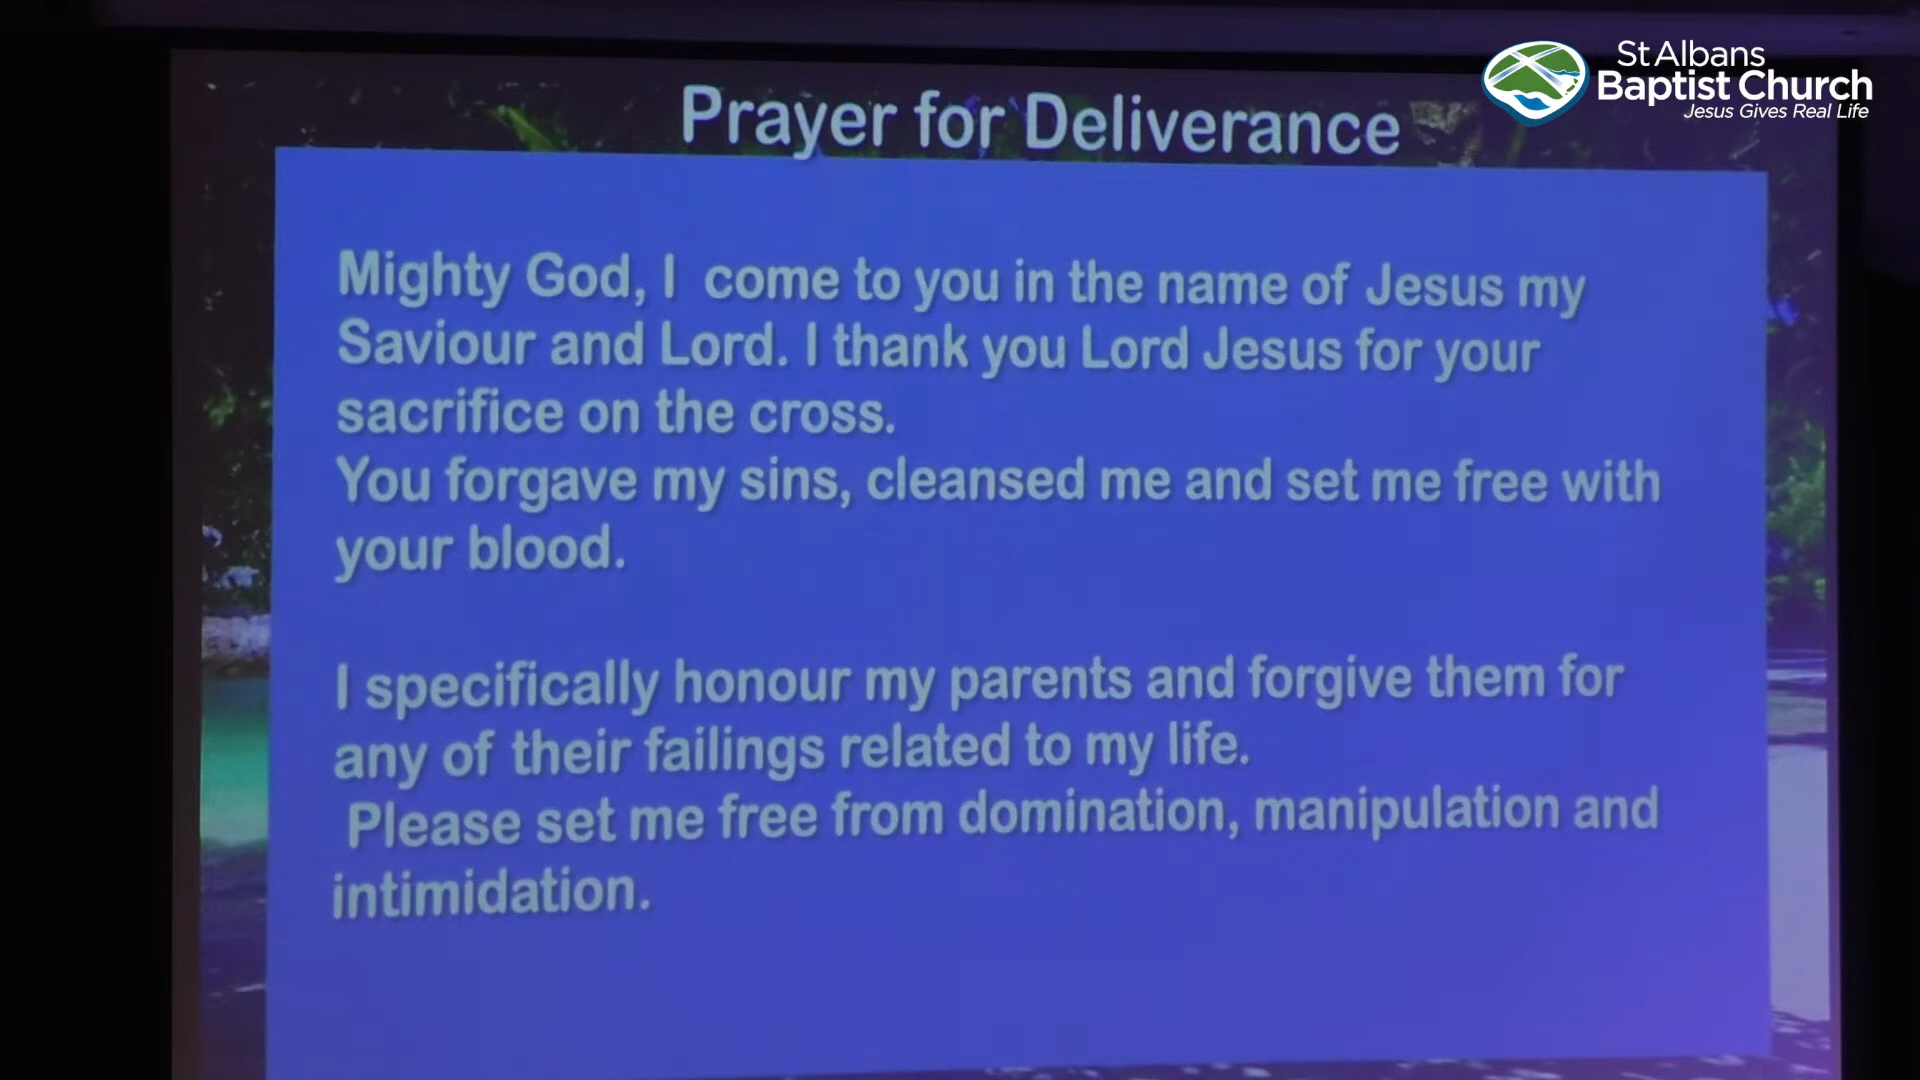 St Albans
Baptist Church
Jesus Gives Real Life
Prayer for Deliverance
Mighty God, I come to you in the name of Jesus my
Saviour and Lord. I thank you Lord Jesus for your
sacrifice on the cross.
You forgave my sins, cleansed me and set me free with
your blood.
I specifically honour my parents and forgive them for
any of their failings related to my life.
Please set me free from domination, manipulation and
intimidation.